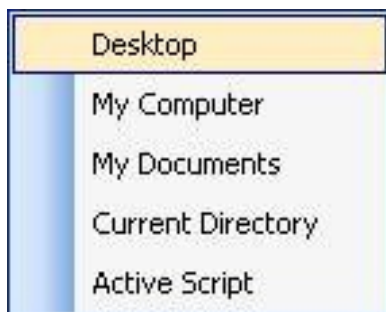 Desktop
My Computer
My Documents
Current Directory
Active Script